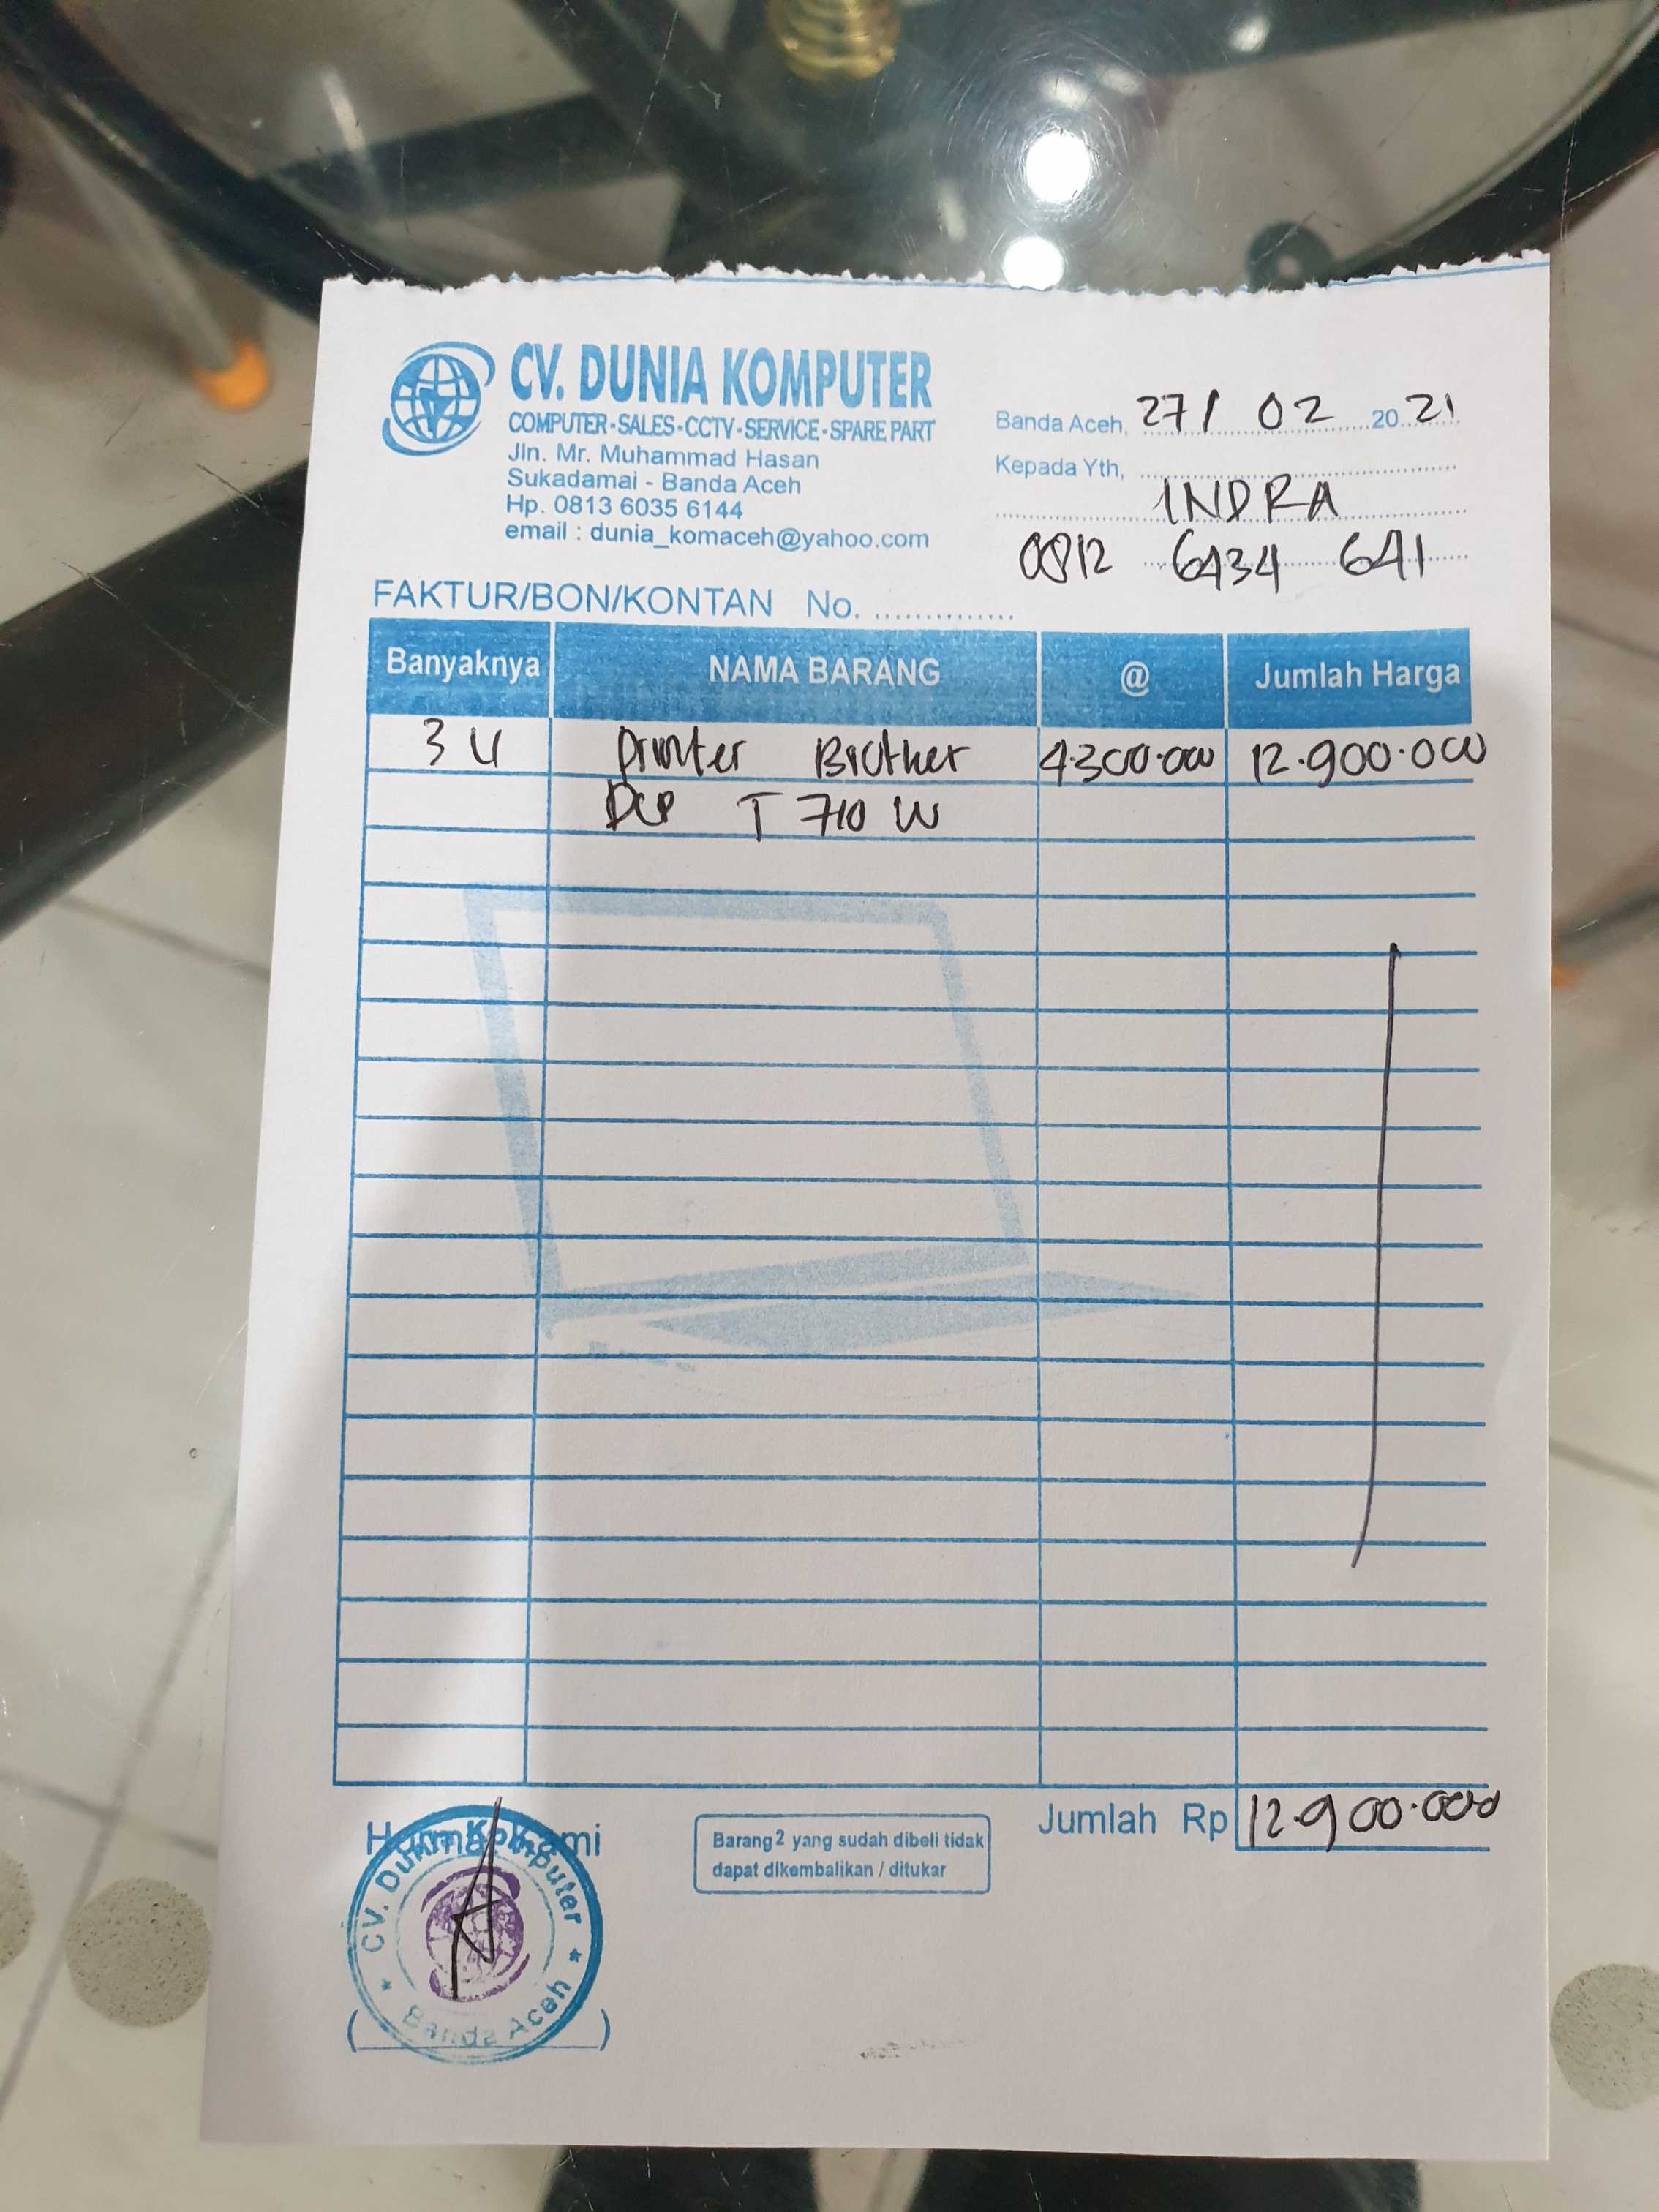 CV. DUNIA KOMPUTER
COMPUTER-SALES-CCTV-SERVICE-SPARE PART
Jln. Mr. Muhammad Hasan
Sukadamai - Banda Aceh
Hp. 0813 6035 6144
email : dunia_komaceh@yahoo.com
Banda Aceh, 27/ 02 2021
Kepada Yth,
INDRA
0812 6434 641
FAKTUR/BON/KONTAN No.
Banyaknya NAMA BARANG @ Jumlah Harga
3 U Printer Brother 4.300.000 12.900.000
DCP T 710 W
Jumlah Rp 12.900.000
Hormat Kami
Barang2 yang sudah dibeli tidak
dapat dikembalikan / ditukar
CV. Dunia Komputer
Banda Aceh